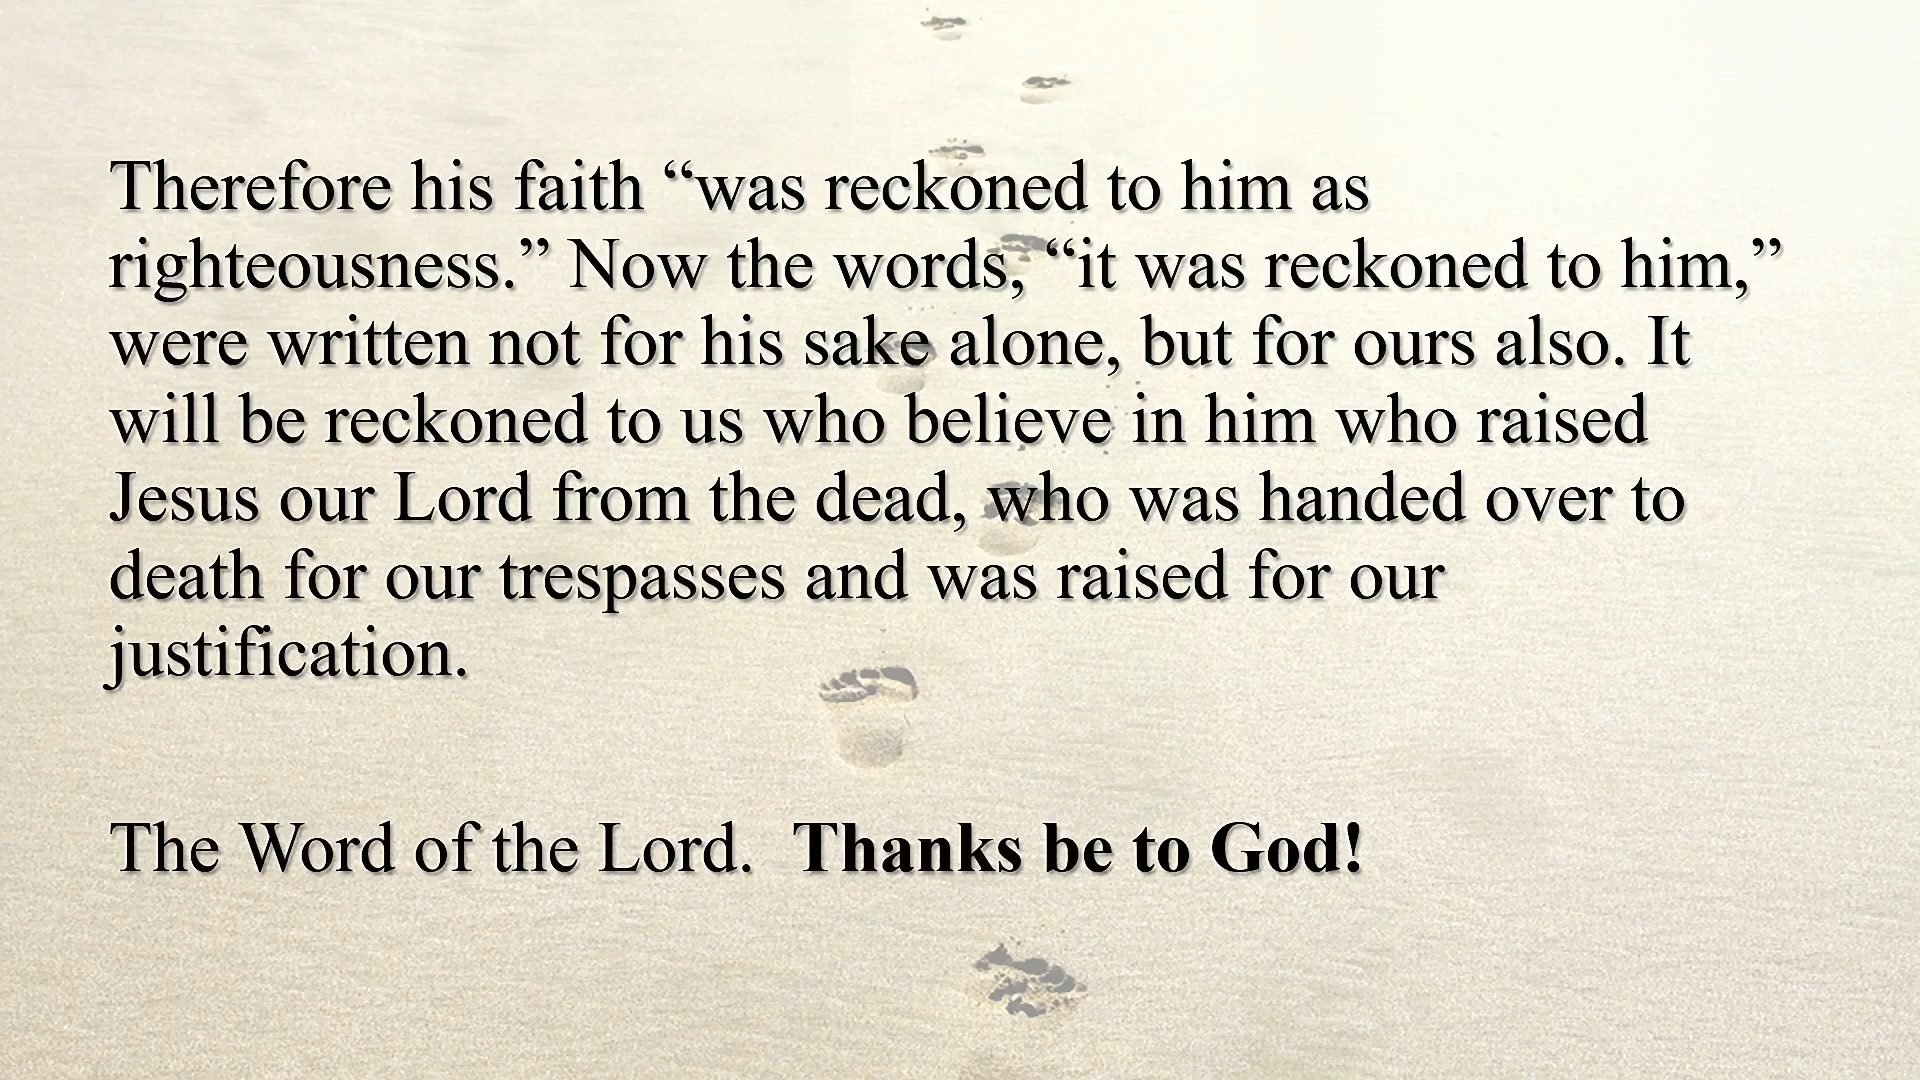 Therefore his faith “was reckoned to him as
righteousness.” Now the words, “it was reckoned to him,”
were written not for his sake alone, but for ours also. It
will be reckoned to us who believe in him who raised
Jesus our Lord from the dead, who was handed over to
death for our trespasses and was raised for our
justification.
The Word of the Lord.  Thanks be to God!